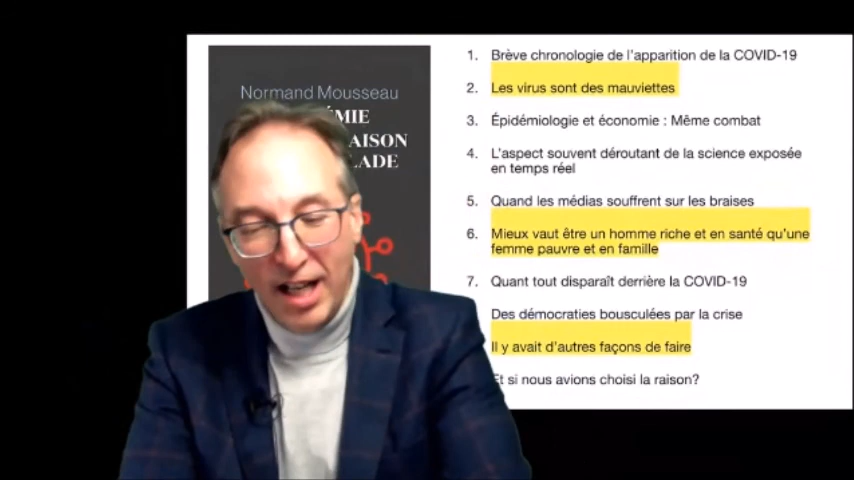 Normand Mousseau
ÉMIE
AISON
LADE
1. Brève chronologie de l'apparition de la COVID-19
2. Les virus sont des mauviettes
3. Épidémiologie et économie : Même combat
4. L'aspect souvent déroutant de la science exposée
en temps réel
5. Quand les médias souffrent sur les braises
6. Mieux vaut être un homme riche et en santé qu'une
femme pauvre et en famille
7. Quant tout disparaît derrière la COVID-19
Des démocraties bousculées par la crise
Il y avait d'autres façons de faire
Et si nous avions choisi la raison?